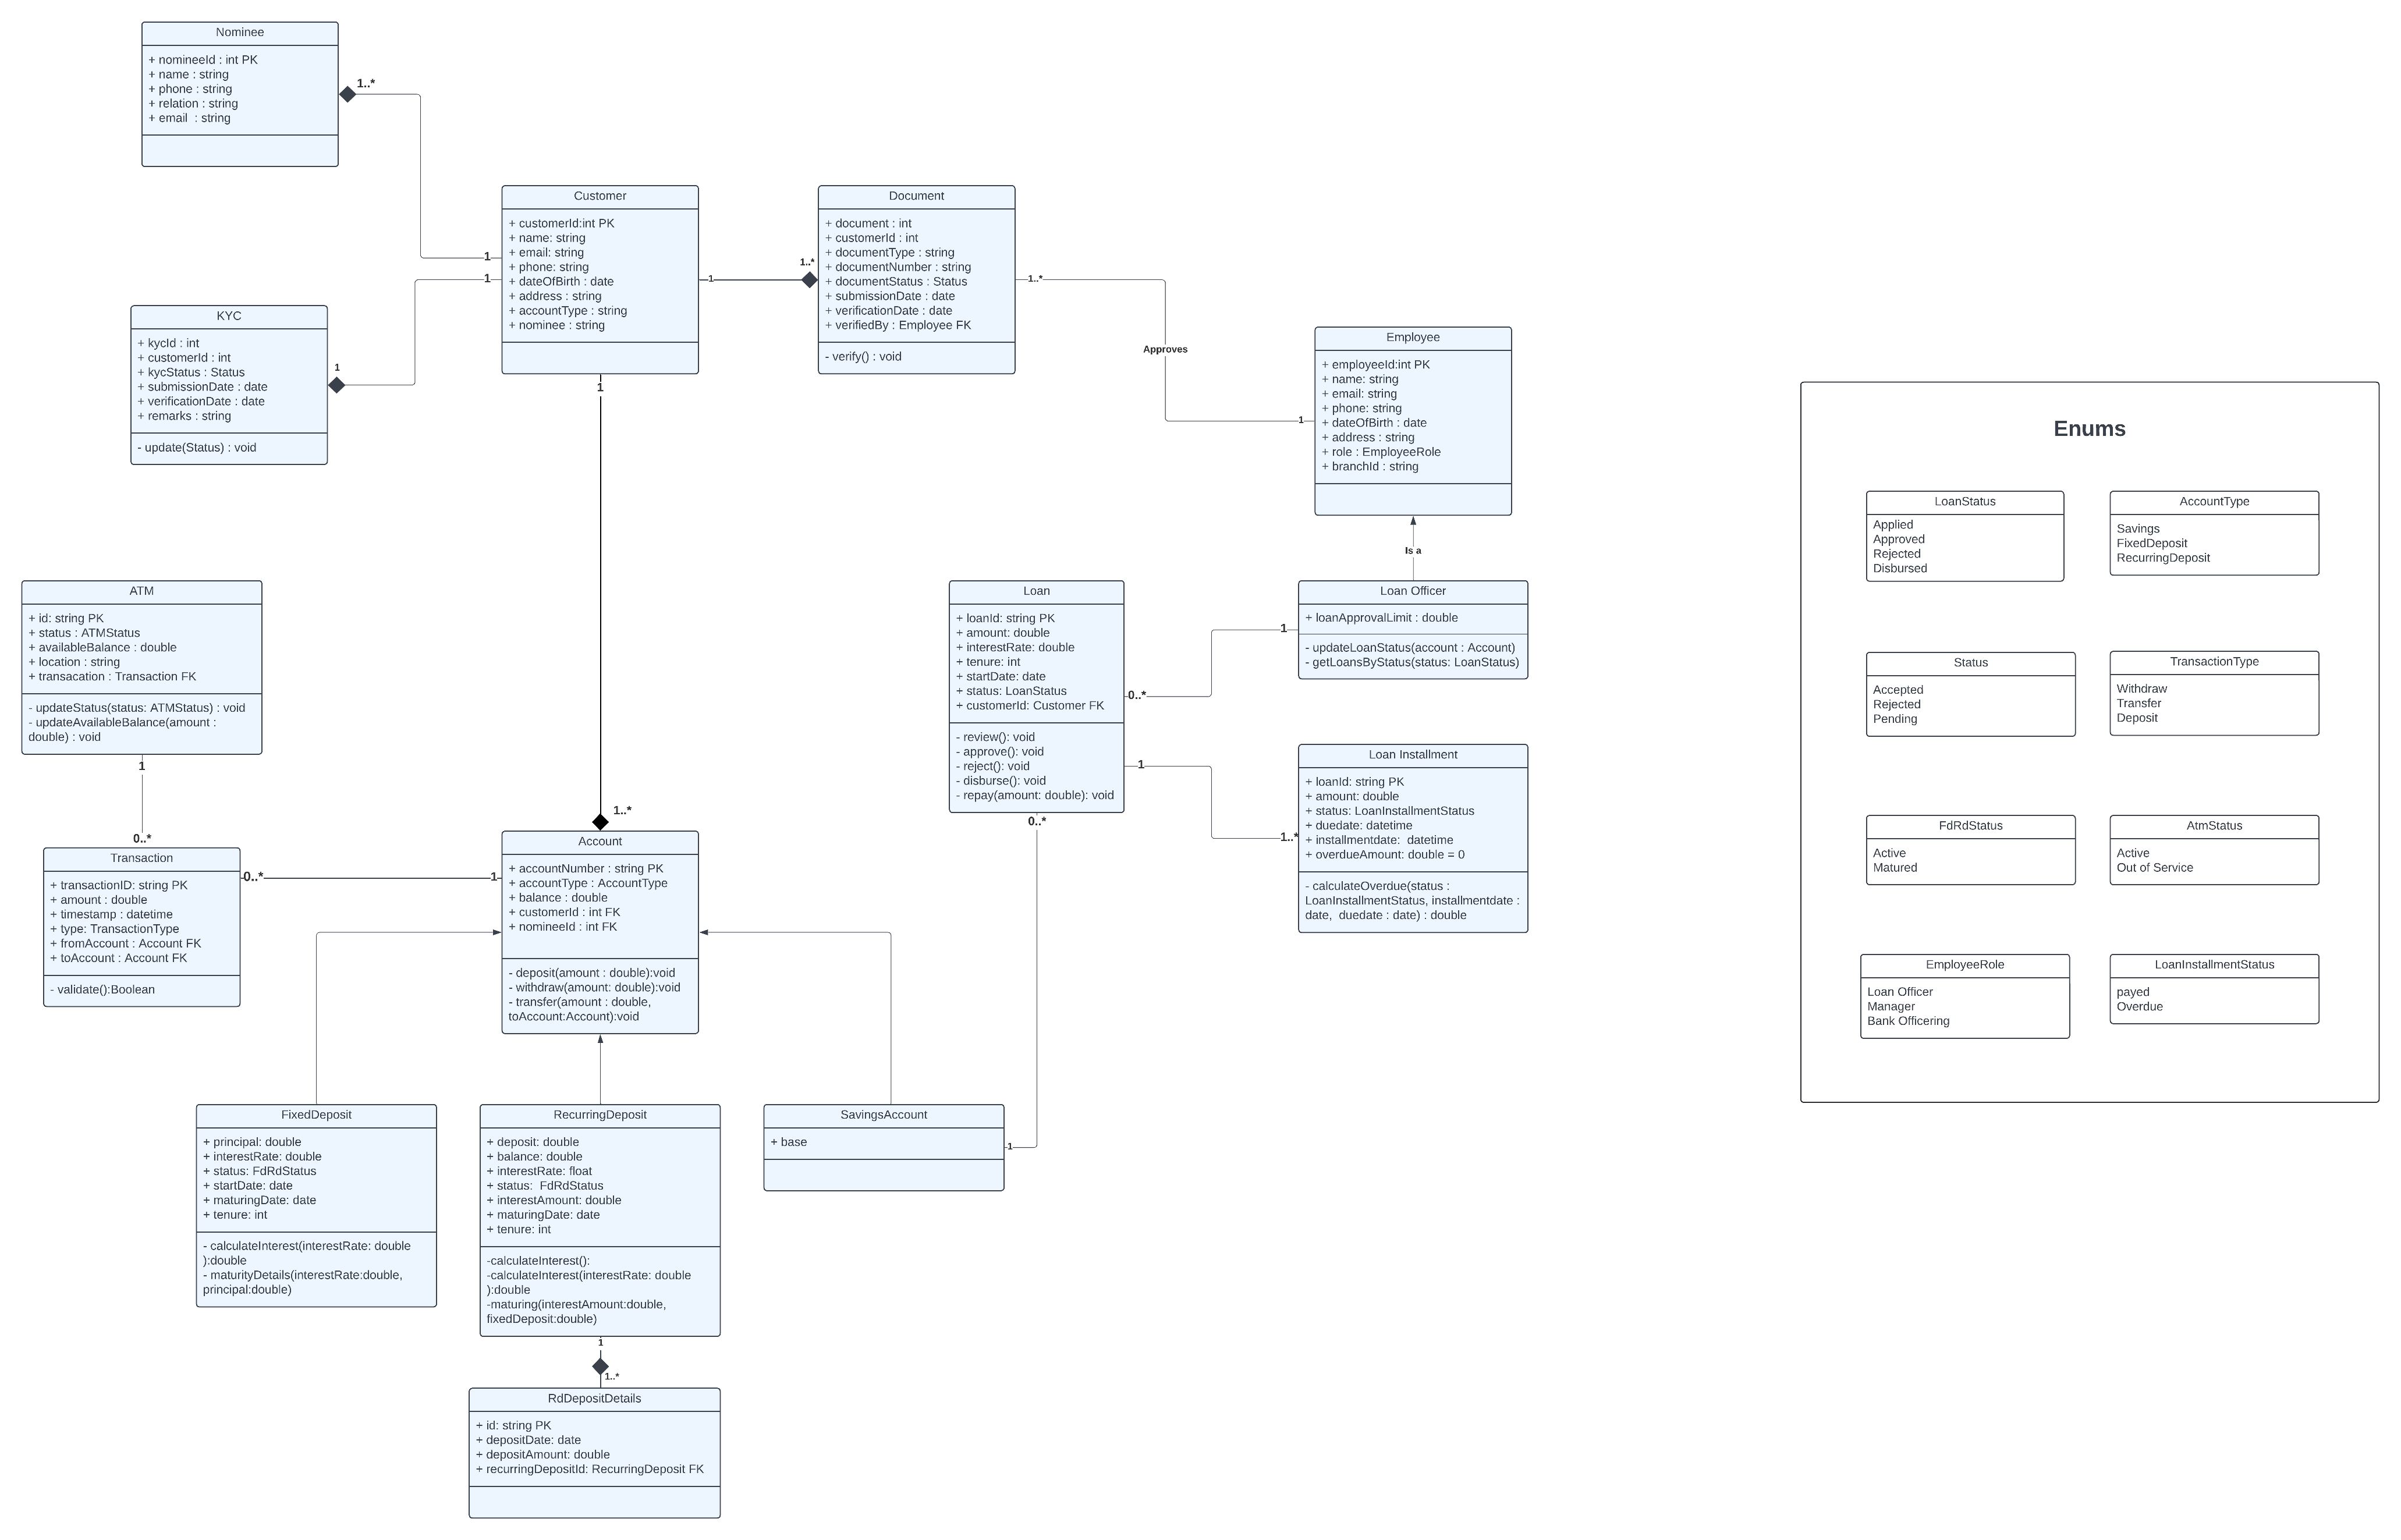 Nominee
+ nomineeId : int PK
+ name : string
+ phone : string
+ relation : string
+ email  : string
1..*
1
Customer
+ customerId:int PK
+ name: string
+ email: string
+ phone: string
+ dateOfBirth : date
+ address : string
+ accountType : string
+ nominee : string
1
1
1..*
1
Document
+ document : int
+ customerId : int
+ documentType : string
+ documentNumber : string
+ documentStatus : Status
+ submissionDate : date
+ verificationDate : date
+ verifiedBy : Employee FK
- verify() : void
1..*
Approves
1
KYC
+ kycId : int
+ customerId : int
+ kycStatus : Status
+ submissionDate : date
+ verificationDate : date
+ remarks : string
- update(Status) : void
1
Employee
+ employeeId:int PK
+ name: string
+ email: string
+ phone: string
+ dateOfBirth : date
+ address : string
+ role : EmployeeRole
+ branchId : string
Is a
ATM
+ id: string PK
+ status : ATMStatus
+ availableBalance : double
+ location : string
+ transacation : Transaction FK
- updateStatus(status: ATMStatus) : void
- updateAvailableBalance(amount :
double) : void
1
0..*
Loan
+ loanId: string PK
+ amount: double
+ interestRate: double
+ tenure: int
+ startDate: date
+ status: LoanStatus
+ customerId: Customer FK
- review(): void
- approve(): void
- reject(): void
- disburse(): void
- repay(amount: double): void
0..*
1
0..*
Loan Officer
+ loanApprovalLimit : double
- updateLoanStatus(account : Account)
- getLoansByStatus(status: LoanStatus)
1
Loan Installment
+ loanId: string PK
+ amount: double
+ status: LoanInstallmentStatus
+ duedate: datetime
+ installmentdate:  datetime
+ overdueAmount: double = 0
- calculateOverdue(status :
LoanInstallmentStatus, installmentdate :
date,  duedate : date) : double
1..*
Transaction
+ transactionID: string PK
+ amount : double
+ timestamp : datetime
+ type: TransactionType
+ fromAccount : Account FK
+ toAccount : Account FK
- validate():Boolean
0..*
1
1..*
Account
+ accountNumber : string PK
+ accountType : AccountType
+ balance : double
+ customerId : int FK
+ nomineeId : int FK
- deposit(amount : double):void
- withdraw(amount: double):void
- transfer(amount : double,
toAccount:Account):void
FixedDeposit
+ principal: double
+ interestRate: double
+ status: FdRdStatus
+ startDate: date
+ maturingDate: date
+ tenure: int
- calculateInterest(interestRate: double
):double
- maturityDetails(interestRate:double,
principal:double)
RecurringDeposit
+ deposit: double
+ balance: double
+ interestRate: float
+ status:  FdRdStatus
+ interestAmount: double
+ maturingDate: date
+ tenure: int
-calculateInterest():
-calculateInterest(interestRate: double
):double
-maturing(interestAmount:double,
fixedDeposit:double)
1
1..*
SavingsAccount
+ base
1
RdDepositDetails
+ id: string PK
+ depositDate: date
+ depositAmount: double
+ recurringDepositId: RecurringDeposit FK
Enums
LoanStatus
Applied
Approved
Rejected
Disbursed
AccountType
Savings
FixedDeposit
RecurringDeposit
Status
Accepted
Rejected
Pending
TransactionType
Withdraw
Transfer
Deposit
FdRdStatus
Active
Matured
AtmStatus
Active
Out of Service
EmployeeRole
Loan Officer
Manager
Bank Officering
LoanInstallmentStatus
payed
Overdue